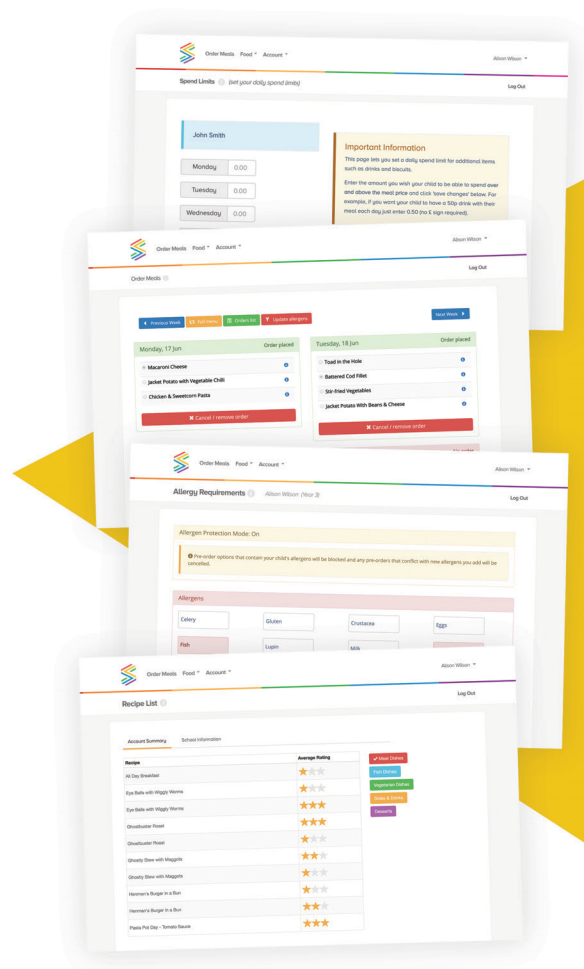 Order Meals Food Account
Alison Wilson
Spend Limits (set your daily spend limits)
Log Out
John Smith
Monday 0.00
Tuesday 0.00
Wednesday 0.00
Important Information
This page lets you set a daily spend limit for additional items
such as drinks and biscuits.
Enter the amount you wish your child to be able to spend over
and above the meal price and click 'save changes' below. For
example, if you want your child to have a 50p drink with their
meal each day just enter 0.50 (no £ sign required).
Order Meals Food Account
Alison Wilson
Order Meals
Log Out
Previous Week Full menu Orders list Update allergens
Next Week
Monday, 17 Jun Order placed
Macaroni Cheese
Jacket Potato with Vegetable Chilli
Chicken & Sweetcorn Pasta
Cancel / remove order
Tuesday, 18 Jun Order placed
Toad in the Hole
Battered Cod Fillet
Stir-fried Vegetables
Jacket Potato With Beans & Cheese
Cancel / remove order
Order Meals Food Account
Alison Wilson
Allergy Requirements Alison Wilson (Year 3)
Log Out
Allergen Protection Mode: On
Pre-order options that contain your child's allergens will be blocked and any pre-orders that conflict with new allergens you add will be
cancelled.
Allergens
Celery Gluten Crustacea Eggs
Fish Lupin Milk
Order Meals Food Account
Alison Wilson
Recipe List
Log Out
Account Summary School Information
Recipe Average Rating
All Day Breakfast
Eye Balls with Wiggly Worms
Eye Balls with Wiggly Worms
Ghostbuster Roast
Ghostbuster Roast
Ghostly Stew with Maggots
Ghostly Stew with Maggots
Henman's Burger in a Bun
Henman's Burger in a Bun
Pasta Pot Day - Tomato Sauce
Meat Dishes
Fish Dishes
Vegetarian Dishes
Desserts